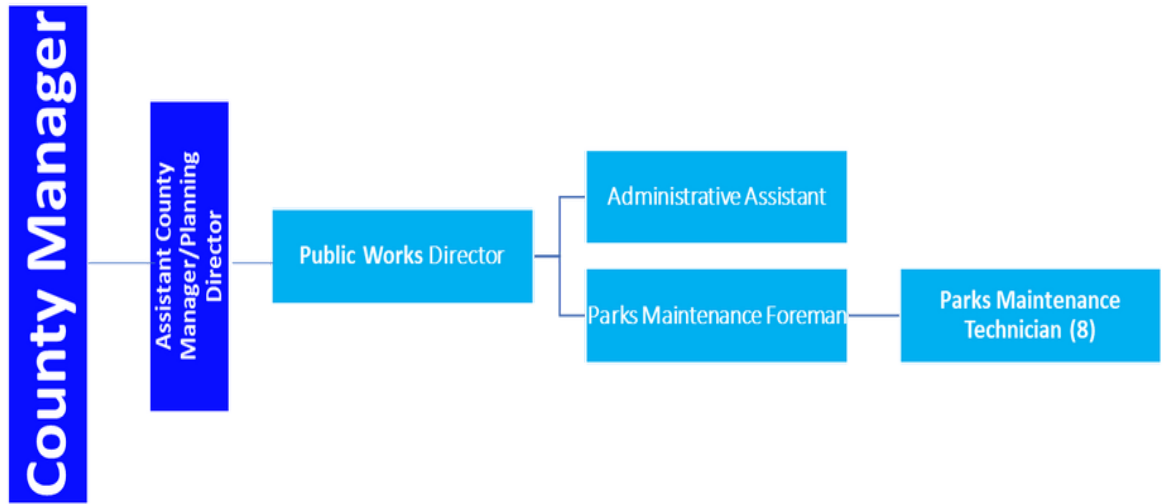 County Manager
Assistant County
Manager/Planning
Director
Public Works Director
Administrative Assistant
Parks Maintenance Foreman
Parks Maintenance
Technician (8)